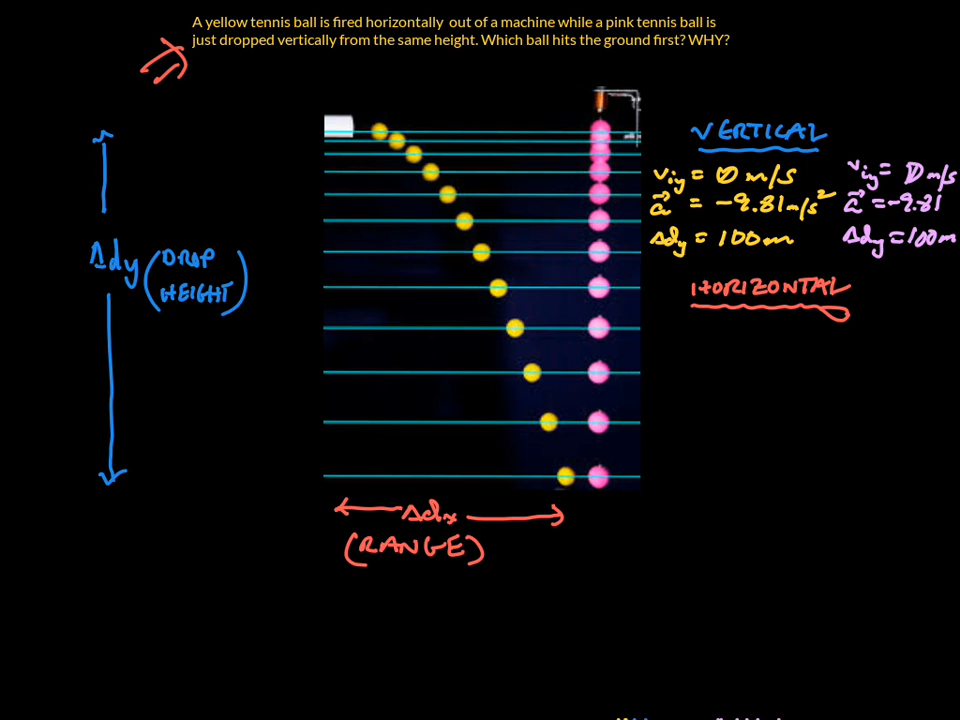 A yellow tennis ball is fired horizontally out of a machine while a pink tennis ball is
just dropped vertically from the same height. Which ball hits the ground first? WHY?
VERTICAL
viy = 0 m/s
a⃗ = -9.81 m/s²
Δdy = 100m
viy = 0 m/s
a⃗ = -9.81
Δdy = 100m
Δdy (DROP
HEIGHT)
HORIZONTAL
Δdx
(RANGE)